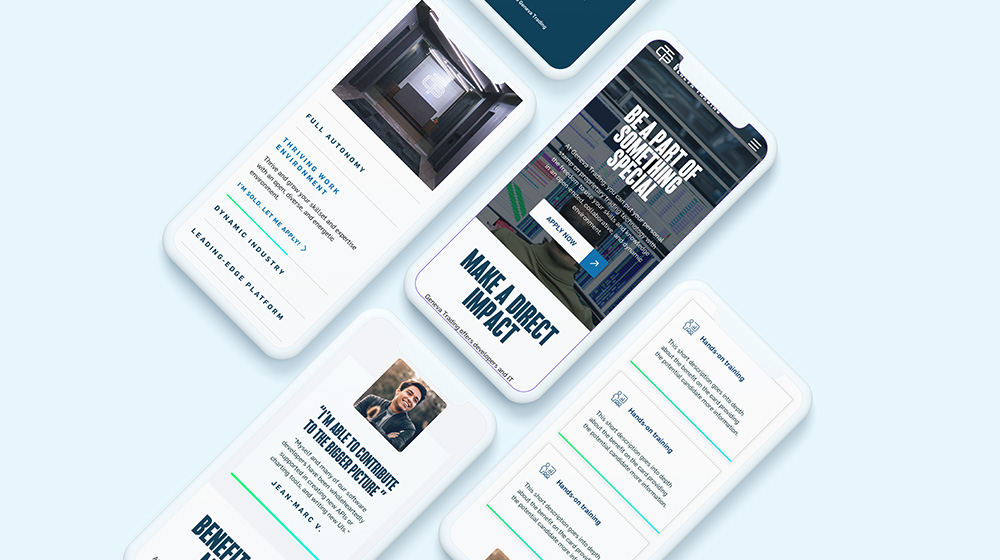 Geneva Trading
FULL AUTONOMY
THRIVING WORK
ENVIRONMENT
Thrive and grow your skillset and expertise
with an open, diverse, and energetic
environment.
I'M SOLD, LET ME APPLY!
DYNAMIC INDUSTRY
LEADING-EDGE PLATFORM
BE A PART OF
SOMETHING
SPECIAL
At Geneva Trading, you can put your personal
stamp on proprietary trading technology with
the freedom to use your skills and knowledge
in an open-ended, collaborative, and dynamic
environment.
APPLY NOW
MAKE A DIRECT
IMPACT
Geneva Trading offers developers and IT
"I'M ABLE TO CONTRIBUTE
TO THE BIGGER PICTURE"
"Myself and many of our software
developers have been wholeheartedly
supported in creating new APIs or
charting tools, and writing new UIs."
JEAN-MARC V.
Hands-on training
This short description goes into depth
about the benefit on the card providing
the potential candidate more information.
Hands-on training
This short description goes into depth
about the benefit on the card providing
the potential candidate more information.
Hands-on training
This short description goes into depth
about the benefit on the card providing
the potential candidate more information.